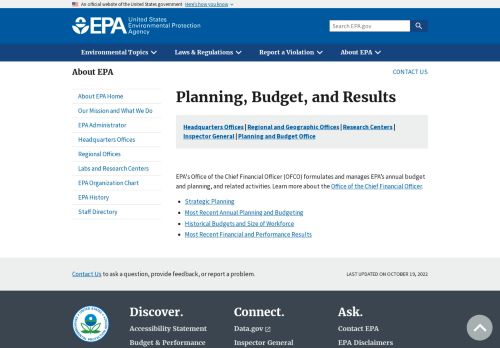 An official website of the United States government Here's how you know
EPA United States
Environmental Protection
Agency
Search EPA.gov
Environmental Topics Laws & Regulations Report a Violation About EPA
About EPA
CONTACT US
About EPA Home
Our Mission and What We Do
EPA Administrator
Headquarters Offices
Regional Offices
Labs and Research Centers
EPA Organization Chart
EPA History
Staff Directory
Planning, Budget, and Results
Headquarters Offices | Regional and Geographic Offices | Research Centers |
Inspector General | Planning and Budget Office
EPA's Office of the Chief Financial Officer (OFCO) formulates and manages EPA's annual budget
and planning, and related activities. Learn more about the Office of the Chief Financial Officer.
Strategic Planning
Most Recent Annual Planning and Budgeting
Historical Budgets and Size of Workforce
Most Recent Financial and Performance Results
Contact Us to ask a question, provide feedback, or report a problem.
LAST UPDATED ON OCTOBER 19, 2022
Discover.
Accessibility Statement
Budget & Performance
Connect.
Data.gov
Inspector General
Ask.
Contact EPA
EPA Disclaimers